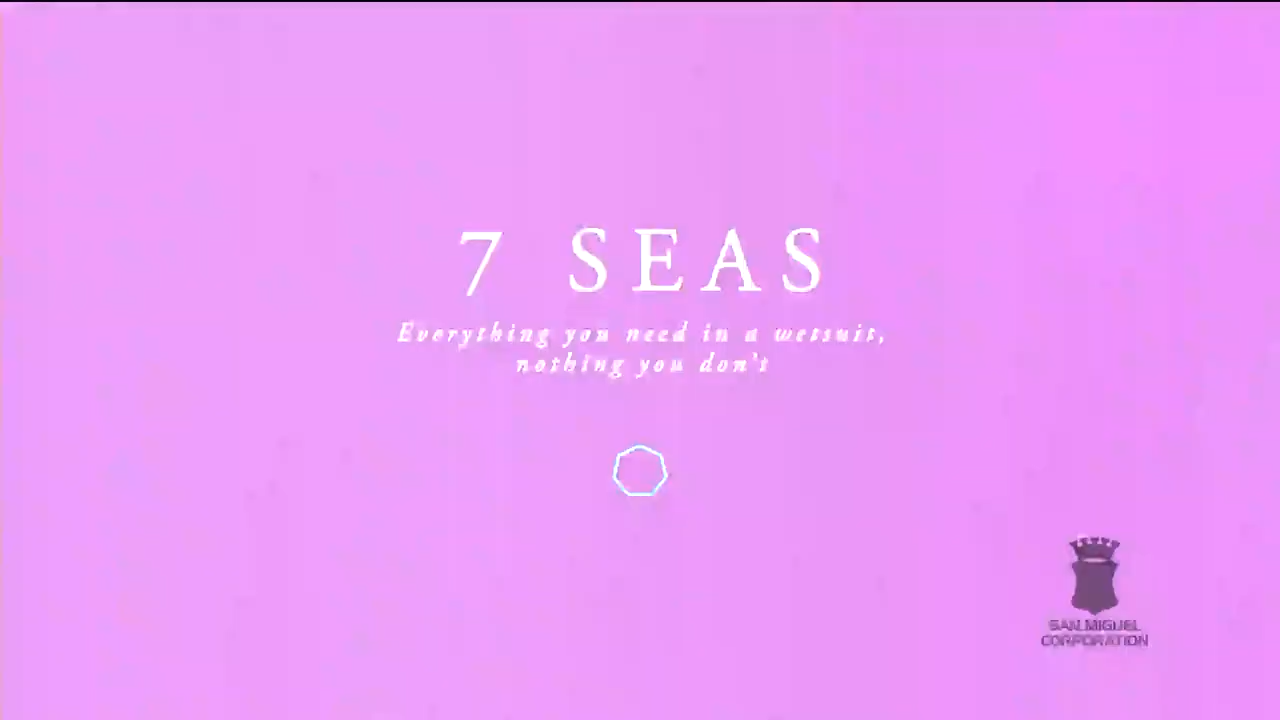 7 SEAS
Everything you need in a wetsuit,
nothing you don't
SAN MIGUEL
CORPORATION